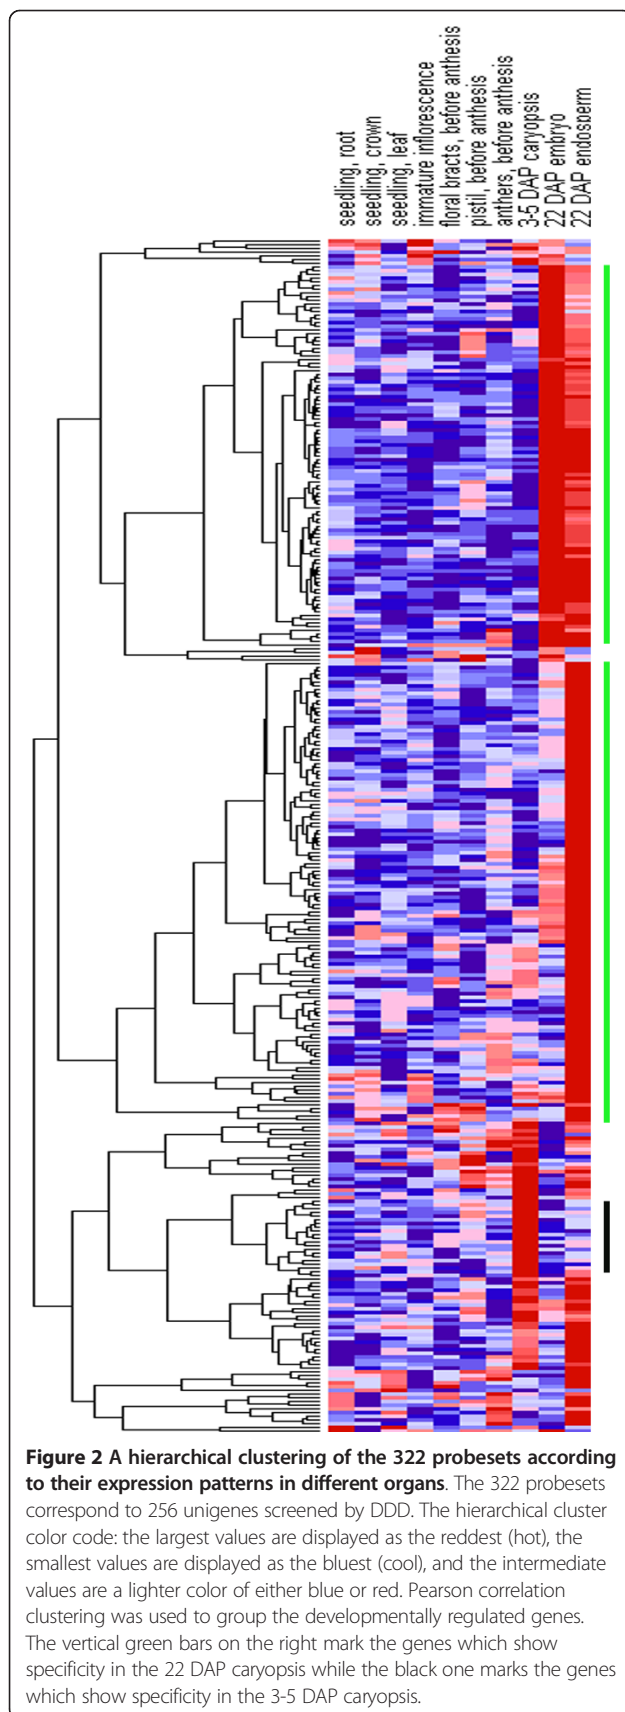 seedling, root
seedling, crown
seedling, leaf
immature inflorescence
floral bracts, before anthesis
pistil, before anthesis
anthers, before anthesis
3-5 DAP caryopsis
22 DAP embryo
22 DAP endosperm
Figure 2 A hierarchical clustering of the 322 probesets according
to their expression patterns in different organs. The 322 probesets
correspond to 256 unigenes screened by DDD. The hierarchical cluster
color code: the largest values are displayed as the reddest (hot), the
smallest values are displayed as the bluest (cool), and the intermediate
values are a lighter color of either blue or red. Pearson correlation
clustering was used to group the developmentally regulated genes.
The vertical green bars on the right mark the genes which show
specificity in the 22 DAP caryopsis while the black one marks the genes
which show specificity in the 3-5 DAP caryopsis.